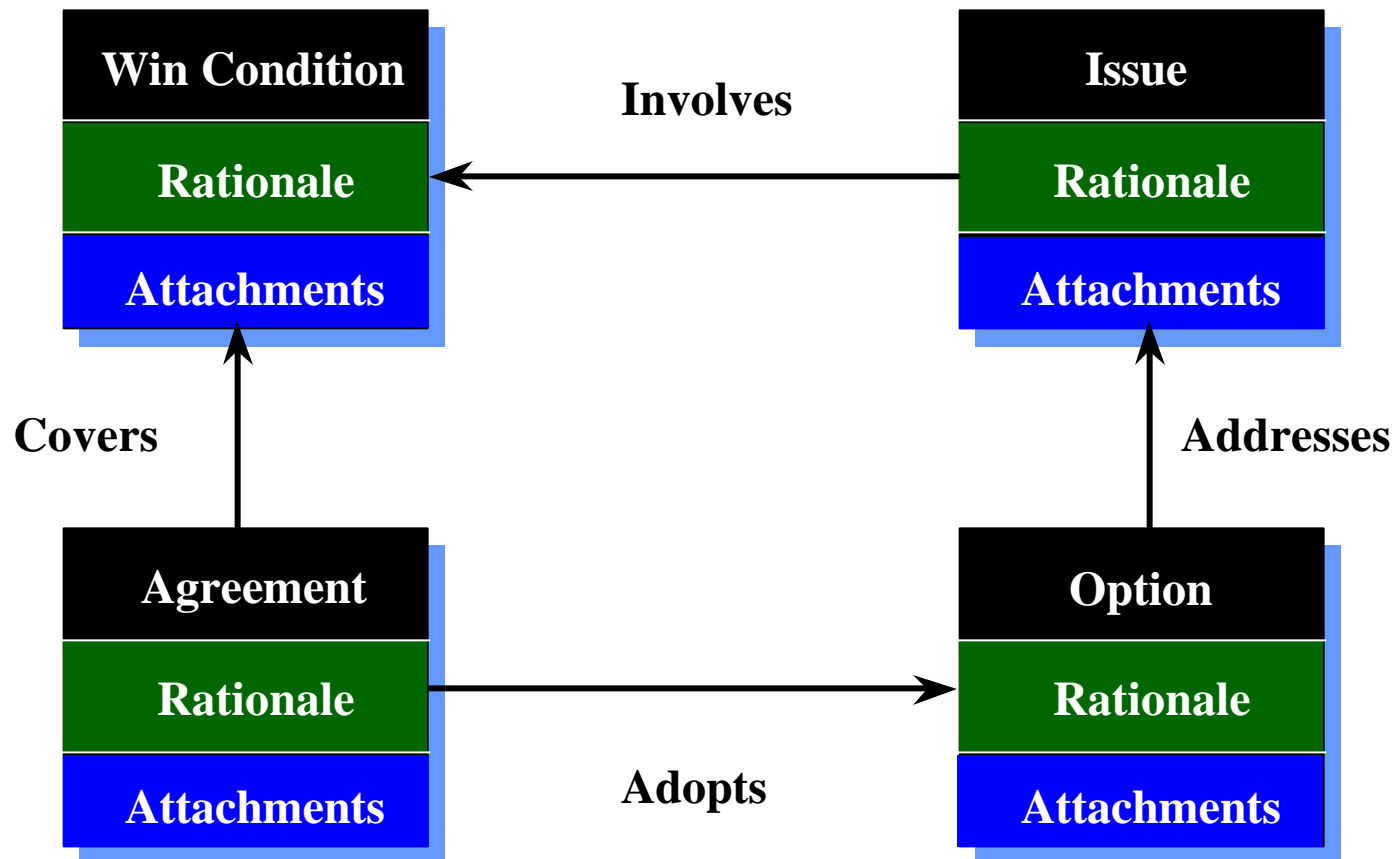 Win Condition
Rationale
Attachments
Involves
Issue
Rationale
Attachments
Covers
Addresses
Agreement
Rationale
Attachments
Adopts
Option
Rationale
Attachments